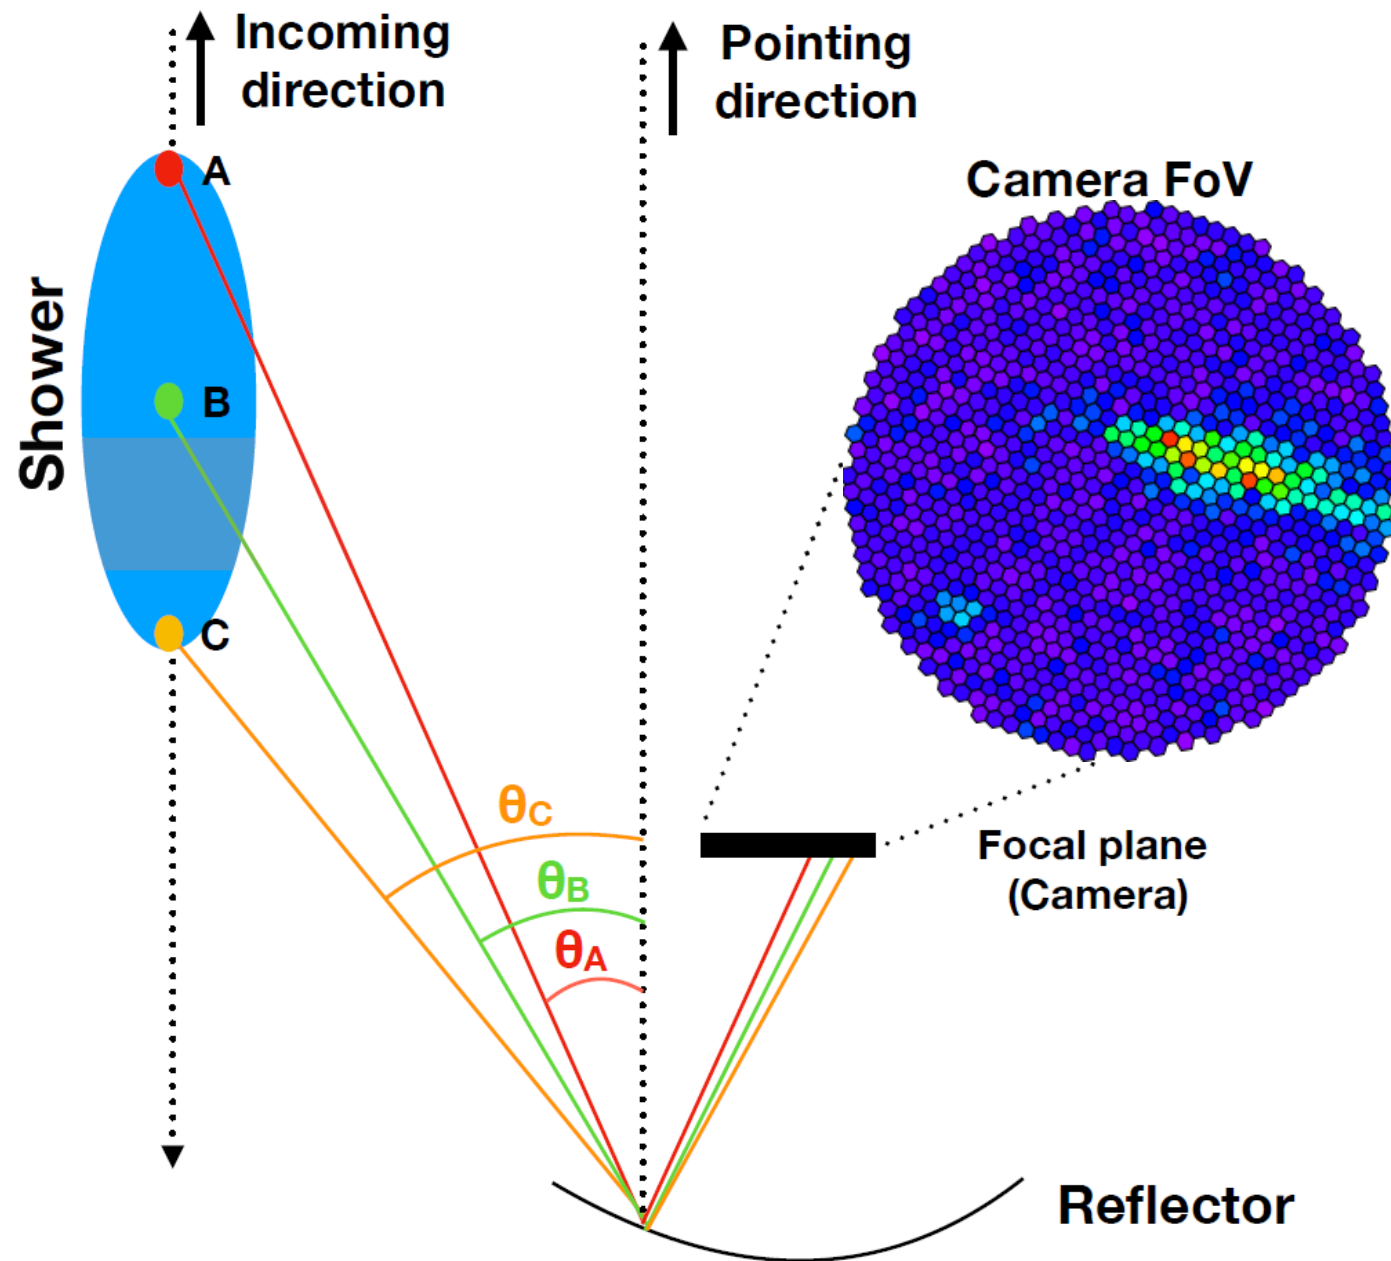 Incoming
direction
Pointing
direction
A
Camera FoV
Shower
B
C
θC
θB
θA
Focal plane
(Camera)
Reflector